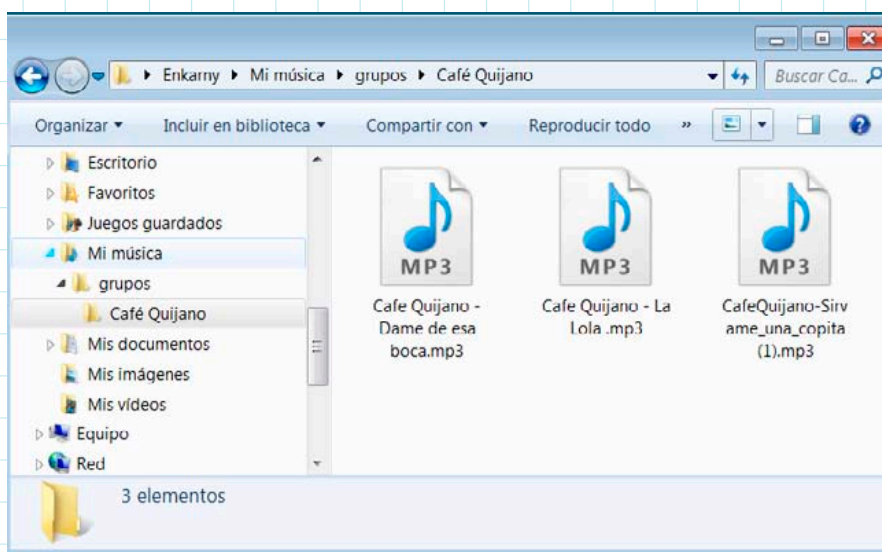 Enkarny ▸ Mi música ▸ grupos ▸ Café Quijano
Buscar Ca...
Organizar Incluir en biblioteca Compartir con Reproducir todo »
Escritorio
Favoritos
Juegos guardados
Mi música
grupos
Café Quijano
Mis documentos
Mis imágenes
Mis vídeos
Equipo
Red
MP3
Cafe Quijano -
Dame de esa
boca.mp3
MP3
Cafe Quijano - La
Lola .mp3
MP3
CafeQuijano-Sirv
ame_una_copita
(1).mp3
3 elementos